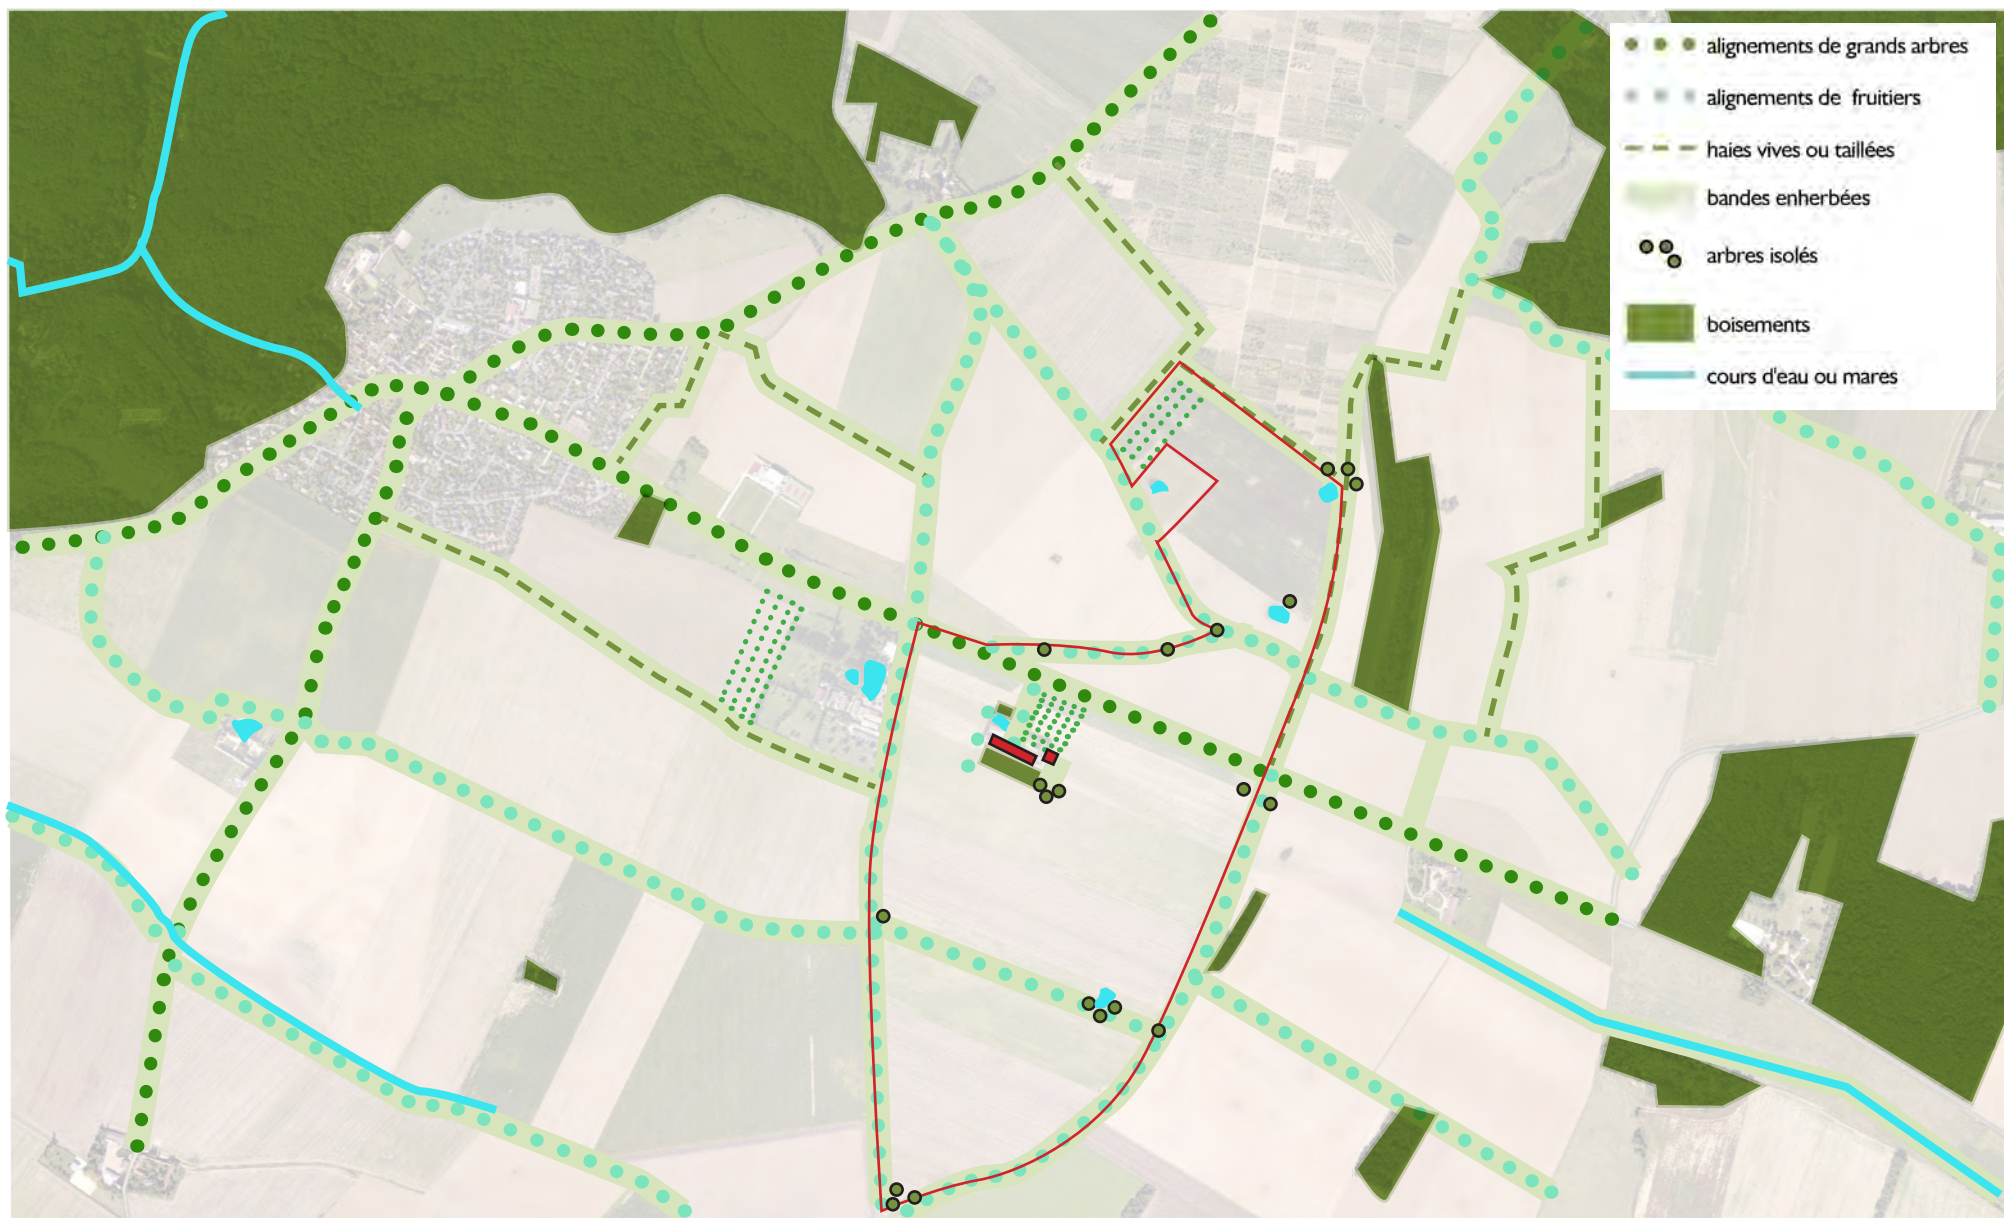 alignements de grands arbres
alignements de fruitiers
haies vives ou taillées
bandes enherbées
arbres isolés
boisements
cours d'eau ou mares